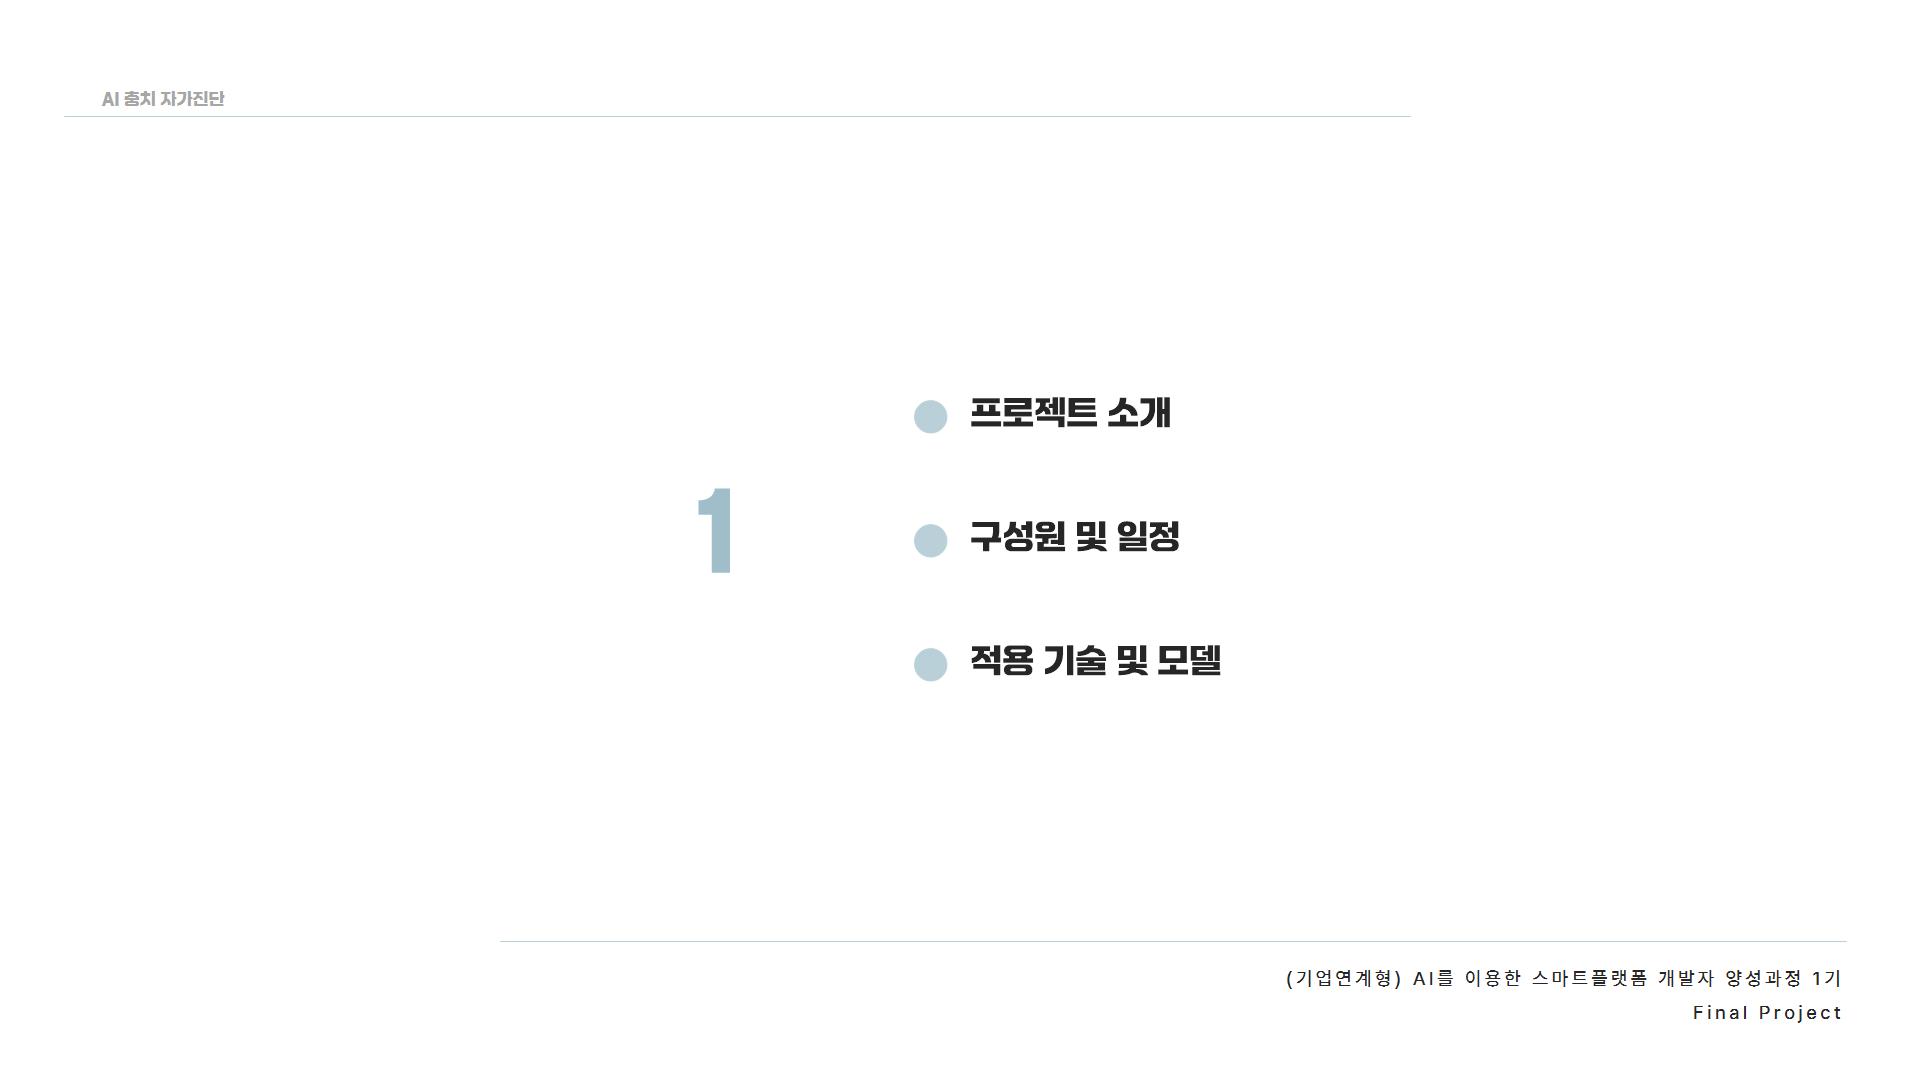 AI 충치 자가진단
1
프로젝트 소개
구성원 및 일정
적용 기술 및 모델
(기업연계형) AI를 이용한 스마트플랫폼 개발자 양성과정 1기
Final Project